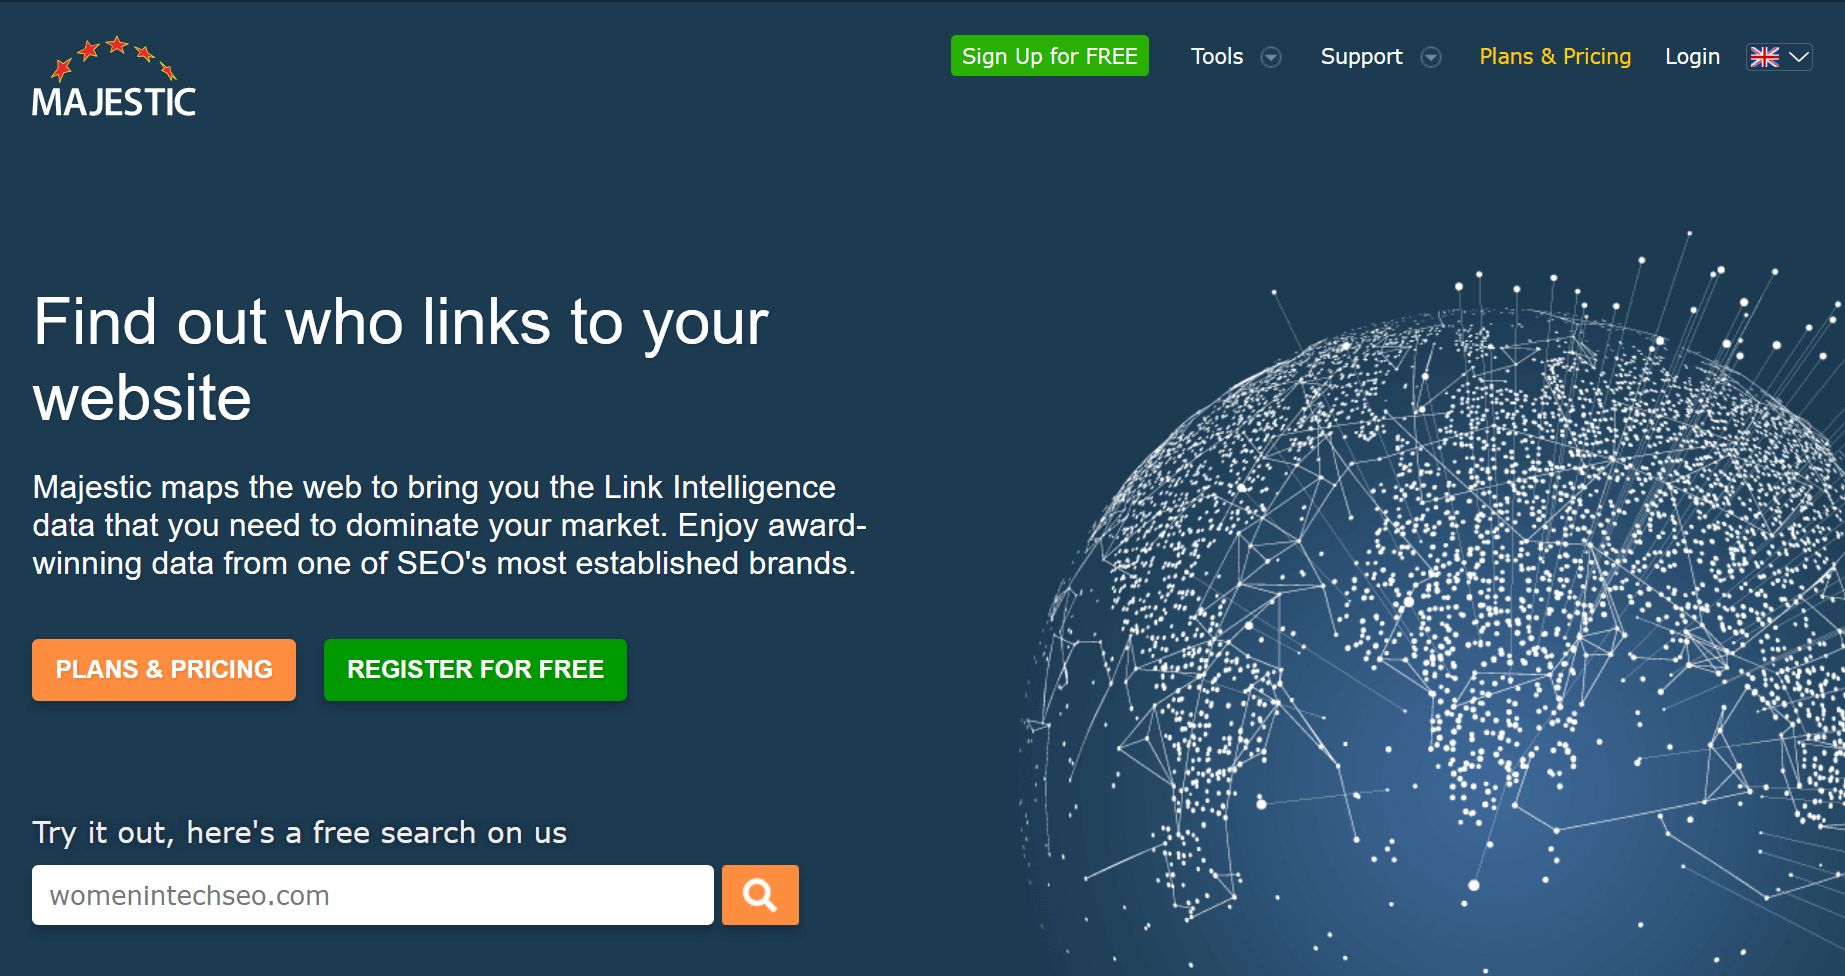 MAJESTIC
Sign Up for FREE
Tools
Support
Plans & Pricing
Login
Find out who links to your
website
Majestic maps the web to bring you the Link Intelligence
data that you need to dominate your market. Enjoy award-
winning data from one of SEO's most established brands.
PLANS & PRICING
REGISTER FOR FREE
Try it out, here's a free search on us
womenintechseo.com